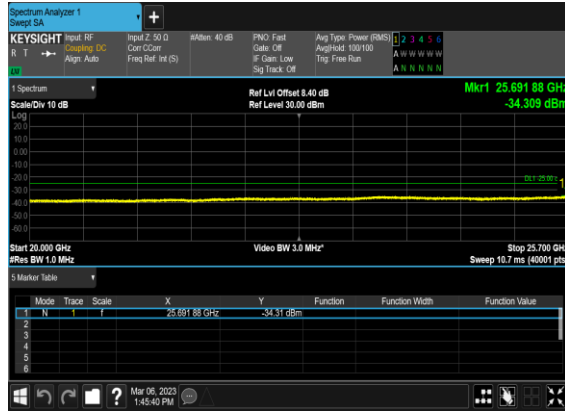 Spectrum Analyzer 1
Swept SA
+
KEYSIGHT Input: RF Input Z: 50 Ω #Atten: 40 dB PNO: Fast Avg Type: Power (RMS) 1 2 3 4 5 6
R T Coupling: DC Corr CCorr Gate: Off Avg|Hold: 100/100 A W W W W W
Align: Auto Freq Ref: Int (S) IF Gain: Low Trig: Free Run
Sig Track: Off A N N N N N
1 Spectrum Ref Lvl Offset 8.40 dB Mkr1 25.691 88 GHz
Scale/Div 10 dB Ref Level 30.00 dBm -34.309 dBm
Log
20.0
10.0
0.00
-10.0
-20.0
DL1 -25.00
1
-30.0
-40.0
-50.0
-60.0
Start 20.000 GHz Video BW 3.0 MHz* Stop 25.700 GH
#Res BW 1.0 MHz Sweep 10.7 ms (40001 pts
5 Marker Table
Mode Trace Scale X Y Function Function Width Function Value
1 N 1 f 25.691 88 GHz -34.31 dBm
2
3
4
5
6
? Mar 06, 2023
1:45:40 PM